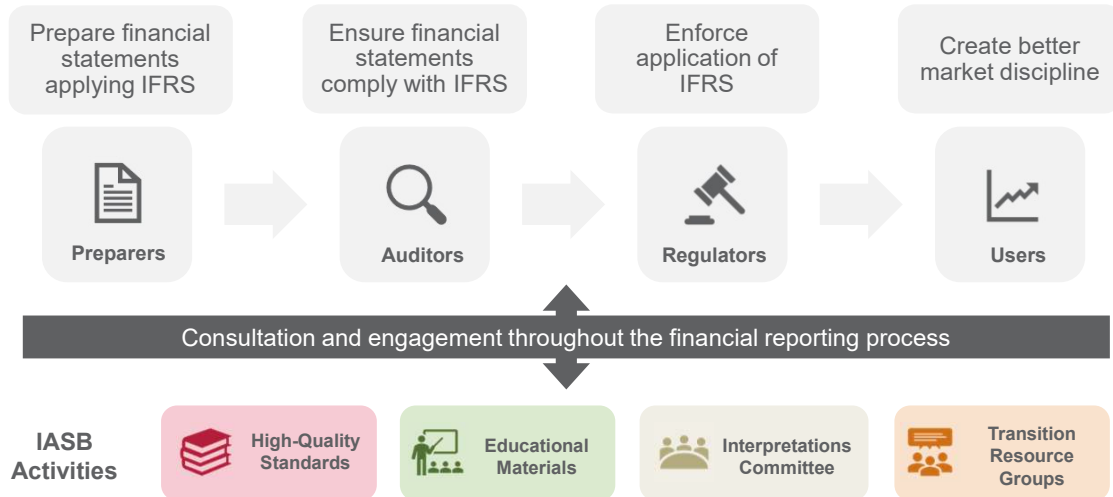 Prepare financial
statements
applying IFRS
Ensure financial
statements
comply with IFRS
Enforce
application of
IFRS
Create better
market discipline
Preparers
Auditors
Regulators
Users
Consultation and engagement throughout the financial reporting process
IASB
Activities
High-Quality
Standards
Educational
Materials
Interpretations
Committee
Transition
Resource
Groups